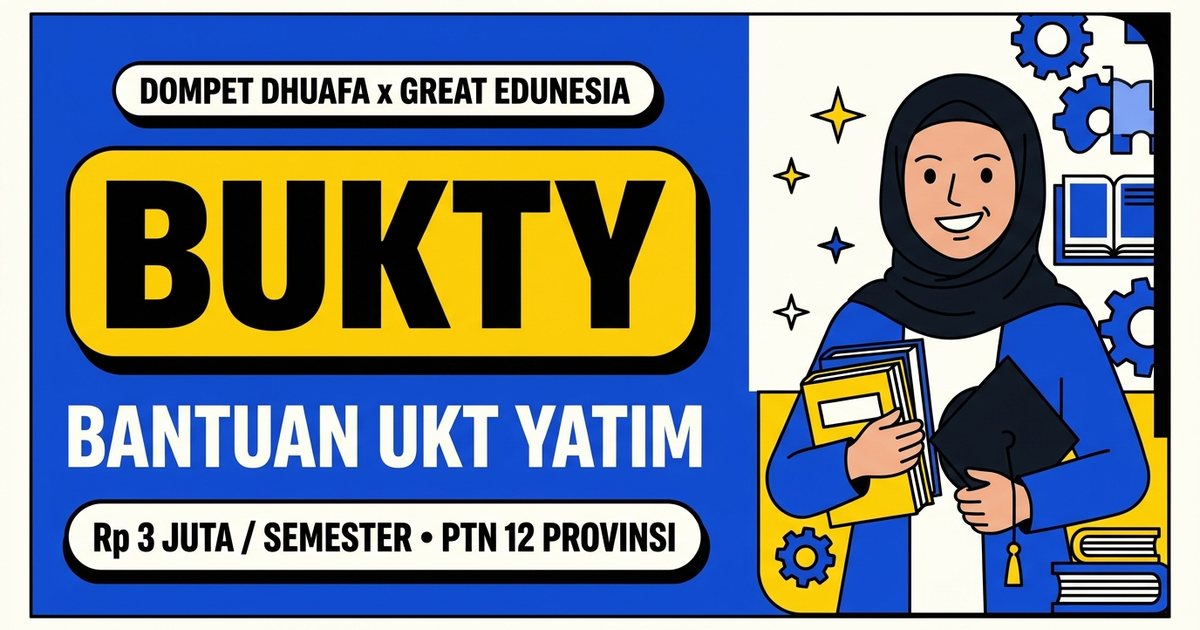 DOMPET DHUAFA x GREAT EDUNESIA
BUKTY
BANTUAN UKT YATIM
Rp 3 JUTA / SEMESTER • PTN 12 PROVINSI